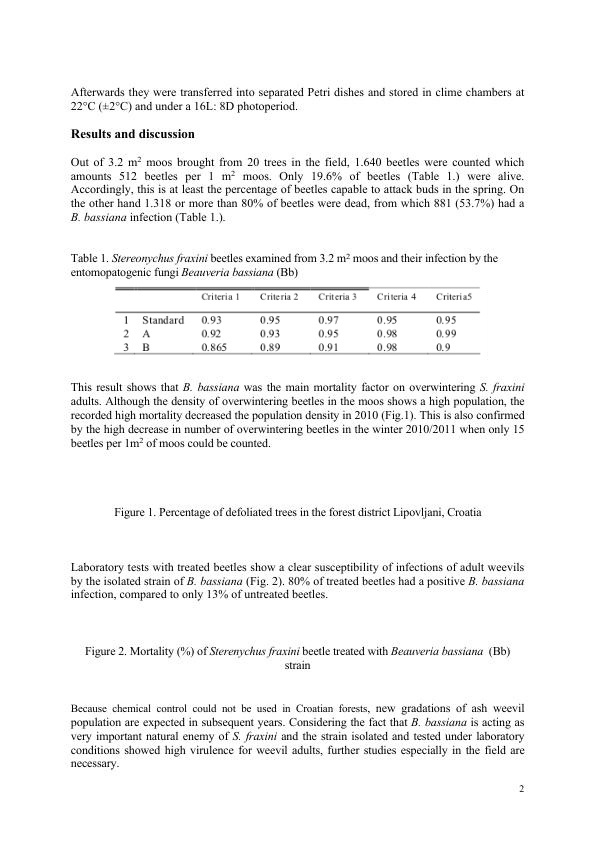 Afterwards they were transferred into separated Petri dishes and stored in clime chambers at
22°C (±2°C) and under a 16L: 8D photoperiod.
Results and discussion
Out of 3.2 m² moos brought from 20 trees in the field, 1.640 beetles were counted which
amounts 512 beetles per 1 m² moos. Only 19.6% of beetles (Table 1.) were alive.
Accordingly, this is at least the percentage of beetles capable to attack buds in the spring. On
the other hand 1.318 or more than 80% of beetles were dead, from which 881 (53.7%) had a
B. bassiana infection (Table 1.).
Table 1. Stereonychus fraxini beetles examined from 3.2 m² moos and their infection by the
entomopatogenic fungi Beauveria bassiana (Bb)
Criteria 1 Criteria 2 Criteria 3 Criteria 4 Criteria5
1 Standard 0.93 0.95 0.97 0.95 0.95
2 A 0.92 0.93 0.95 0.98 0.99
3 B 0.865 0.89 0.91 0.98 0.9
This result shows that B. bassiana was the main mortality factor on overwintering S. fraxini
adults. Although the density of overwintering beetles in the moos shows a high population, the
recorded high mortality decreased the population density in 2010 (Fig.1). This is also confirmed
by the high decrease in number of overwintering beetles in the winter 2010/2011 when only 15
beetles per 1m² of moos could be counted.
Figure 1. Percentage of defoliated trees in the forest district Lipovljani, Croatia
Laboratory tests with treated beetles show a clear susceptibility of infections of adult weevils
by the isolated strain of B. bassiana (Fig. 2). 80% of treated beetles had a positive B. bassiana
infection, compared to only 13% of untreated beetles.
Figure 2. Mortality (%) of Sterenychus fraxini beetle treated with Beauveria bassiana (Bb)
strain
Because chemical control could not be used in Croatian forests, new gradations of ash weevil
population are expected in subsequent years. Considering the fact that B. bassiana is acting as
very important natural enemy of S. fraxini and the strain isolated and tested under laboratory
conditions showed high virulence for weevil adults, further studies especially in the field are
necessary.
2